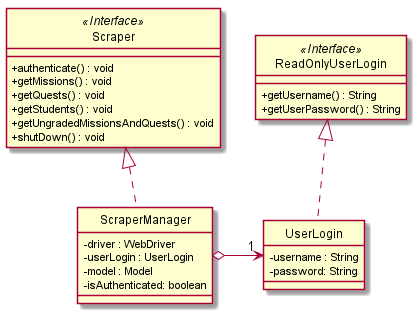 «Interface»
Scraper
+authenticate() : void
+getMissions() : void
+getQuests() : void
+getStudents() : void
+getUngradedMissionsAndQuests() : void
+shutDown() : void
«Interface»
ReadOnlyUserLogin
+getUsername() : String
+getUserPassword() : String
ScraperManager
-driver : WebDriver
-userLogin : UserLogin
-model : Model
-isAuthenticated: boolean
1
UserLogin
-username : String
-password: String